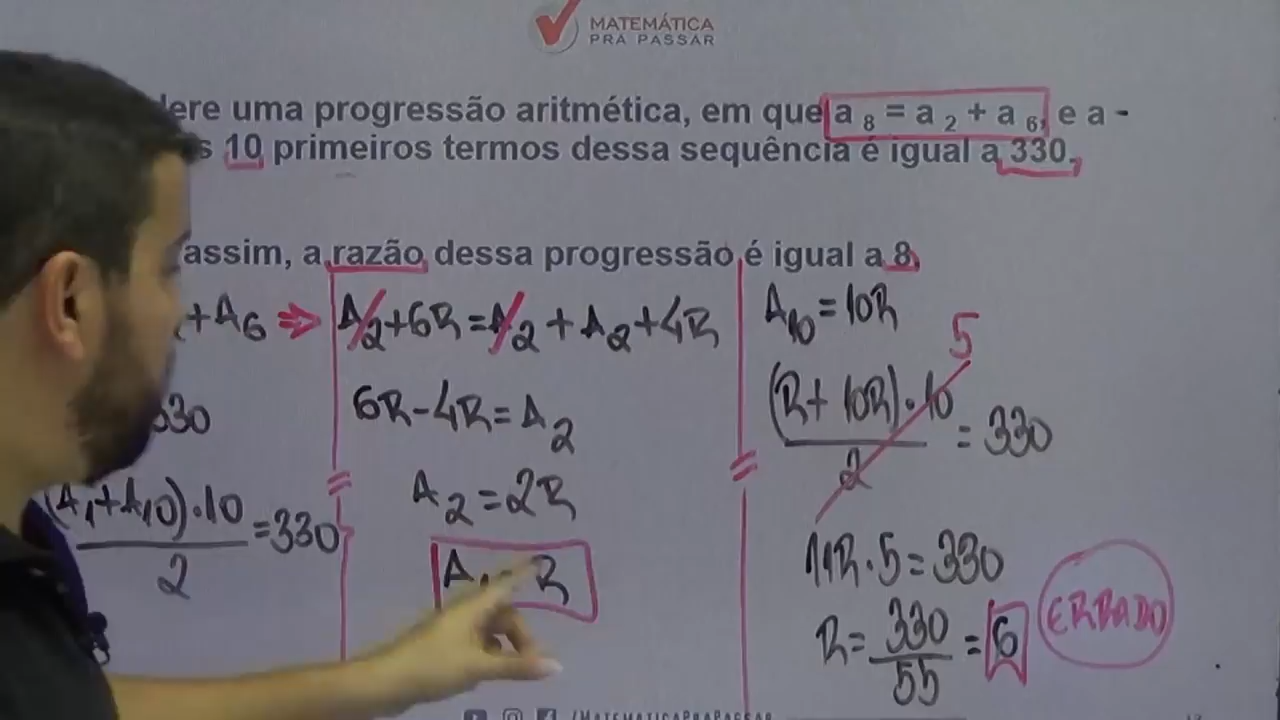 MATEMÁTICA
PRA PASSAR
ere uma progressão aritmética, em que a 8 = a 2 + a 6, e a -
s 10 primeiros termos dessa sequência é igual a 330.
assim, a razão dessa progressão é igual a 8.
+A6 ⇒ A2+6R=A2+A2+4R
6R-4R=A2
A2=2R
(A1+A10)·10
=330
2
A10=10R
5
(R+10R)·10
=330
2
11R·5=330
R=330
55
=6
ERRADO
/MATEMATICAPRAPASSAR